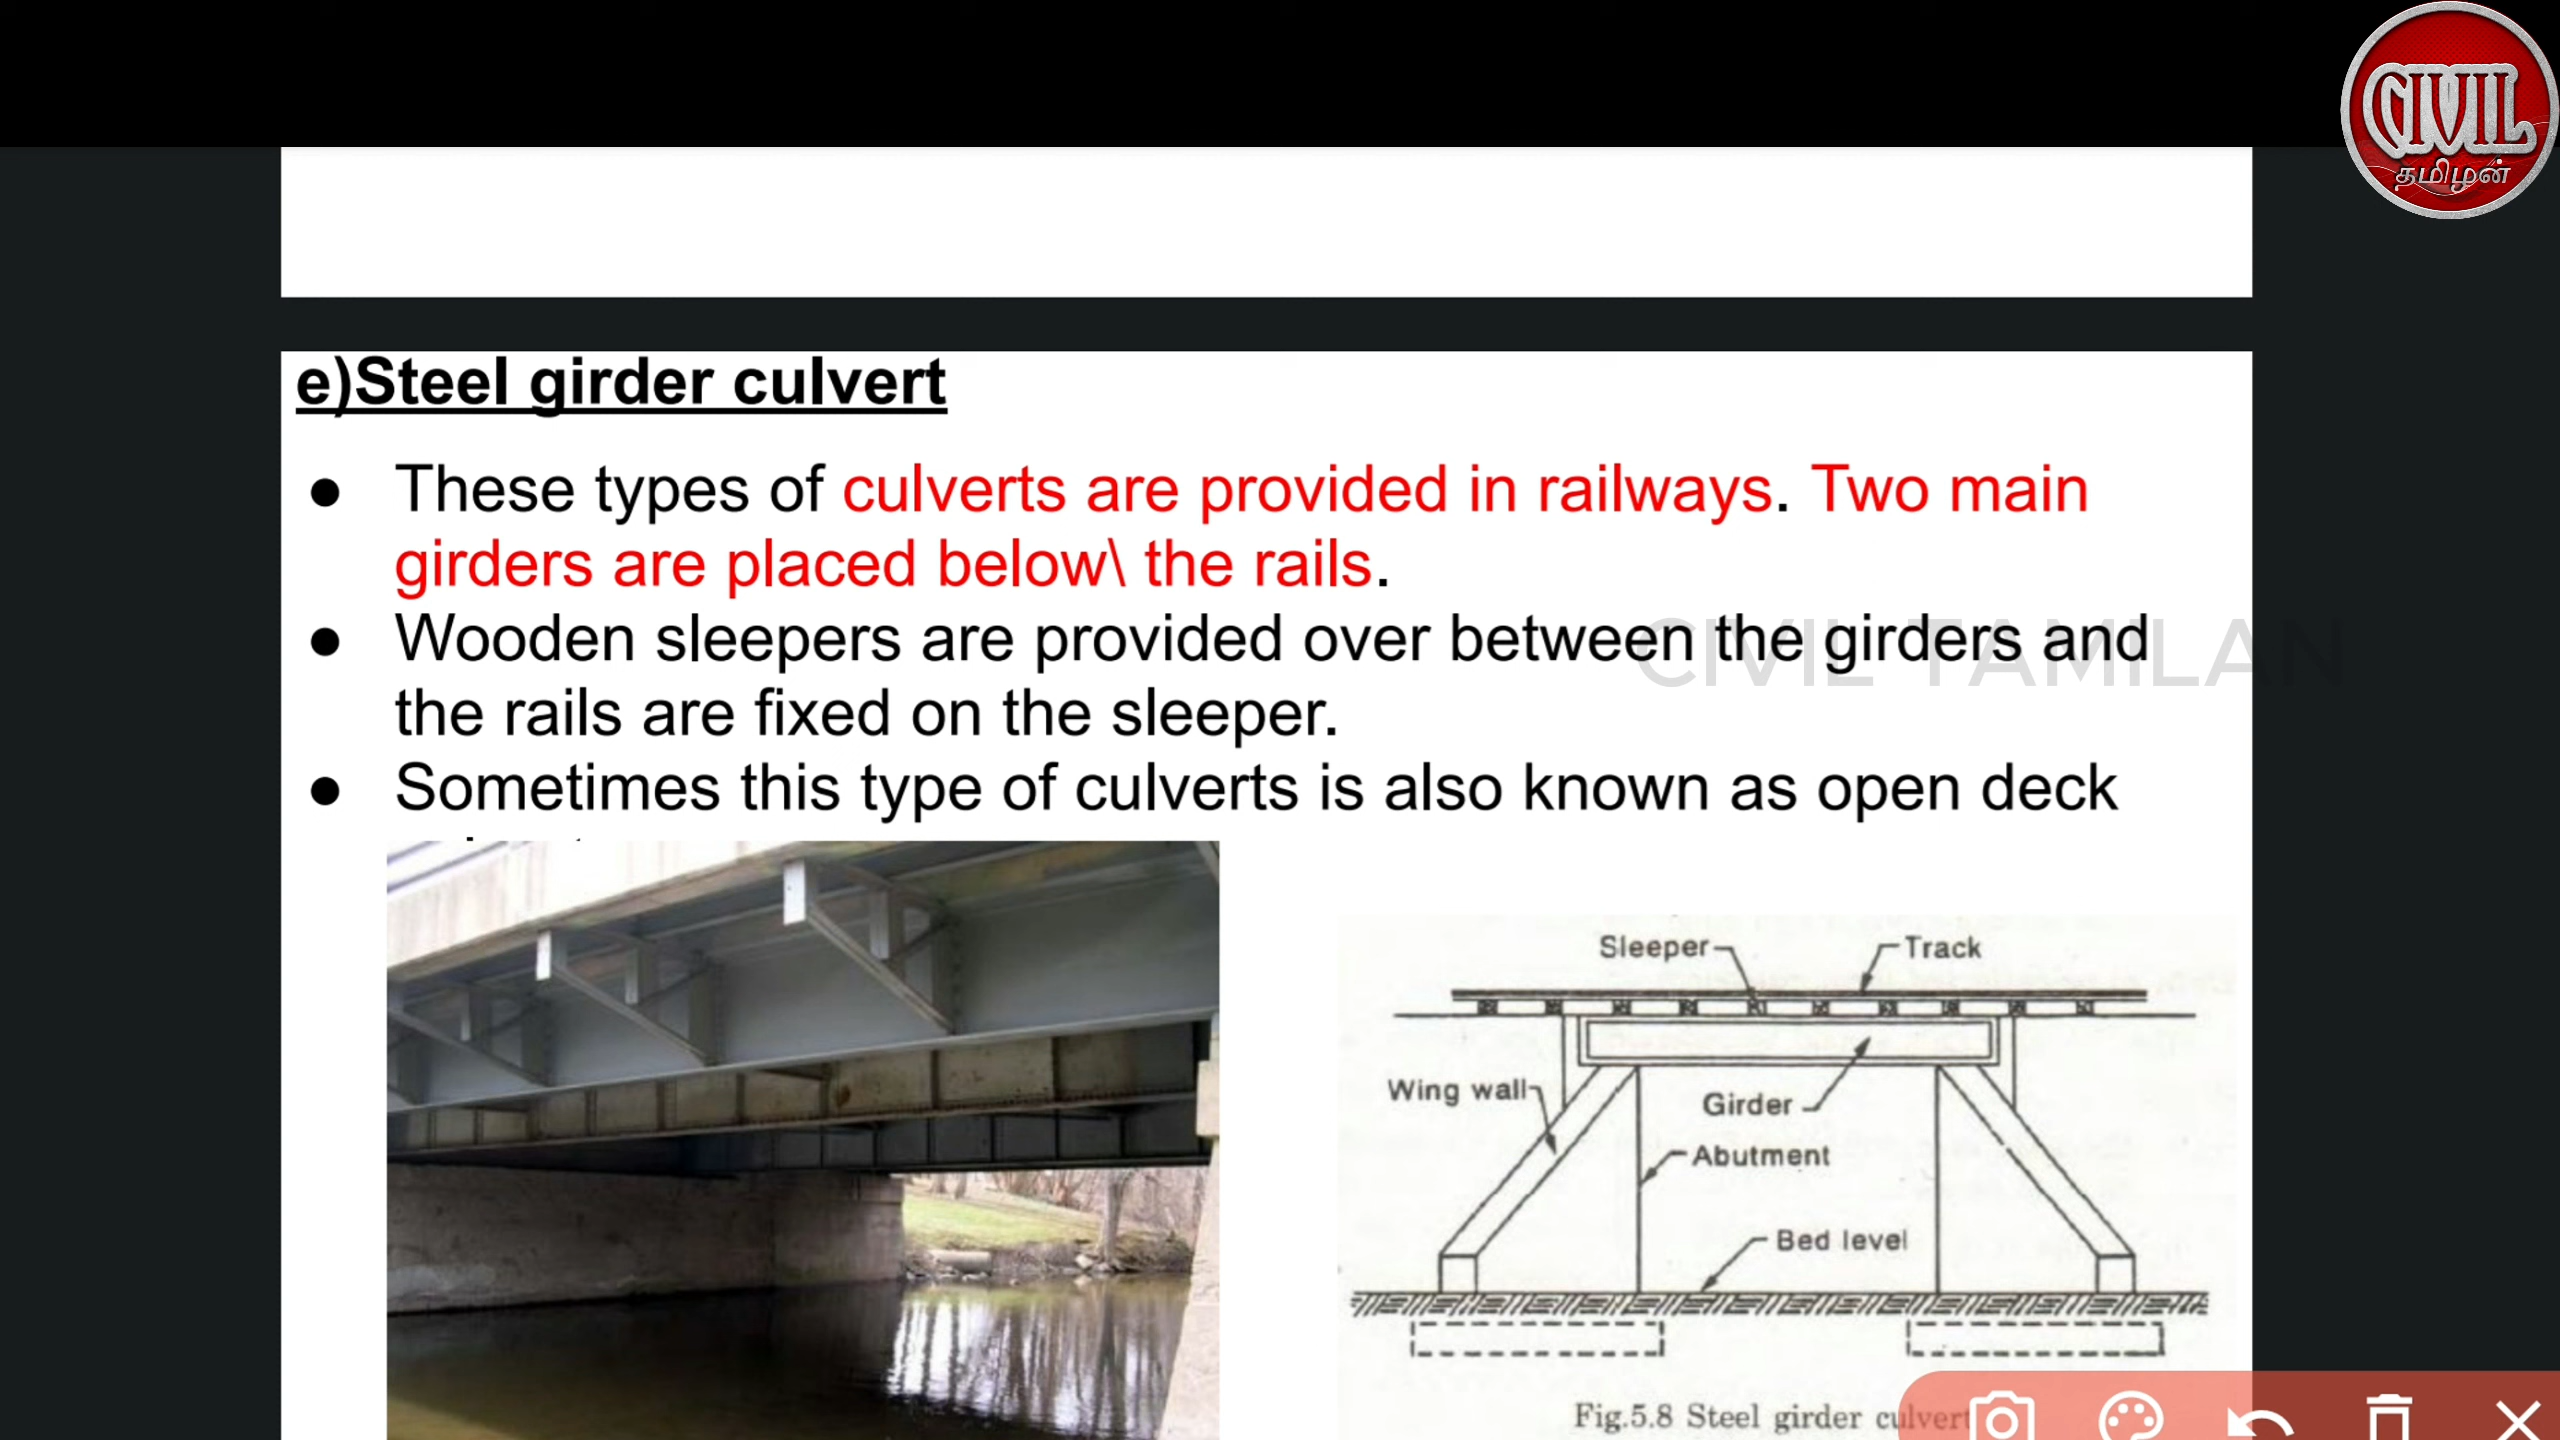 CIVIL
தமிழன்
e)Steel girder culvert
● These types of culverts are provided in railways. Two main
girders are placed below\ the rails.
● Wooden sleepers are provided over between the girders and
the rails are fixed on the sleeper.
● Sometimes this type of culverts is also known as open deck
CIVIL TAMILAN
Sleeper
Track
Wing wall
Girder
Abutment
Bed level
Fig.5.8 Steel girder culvert